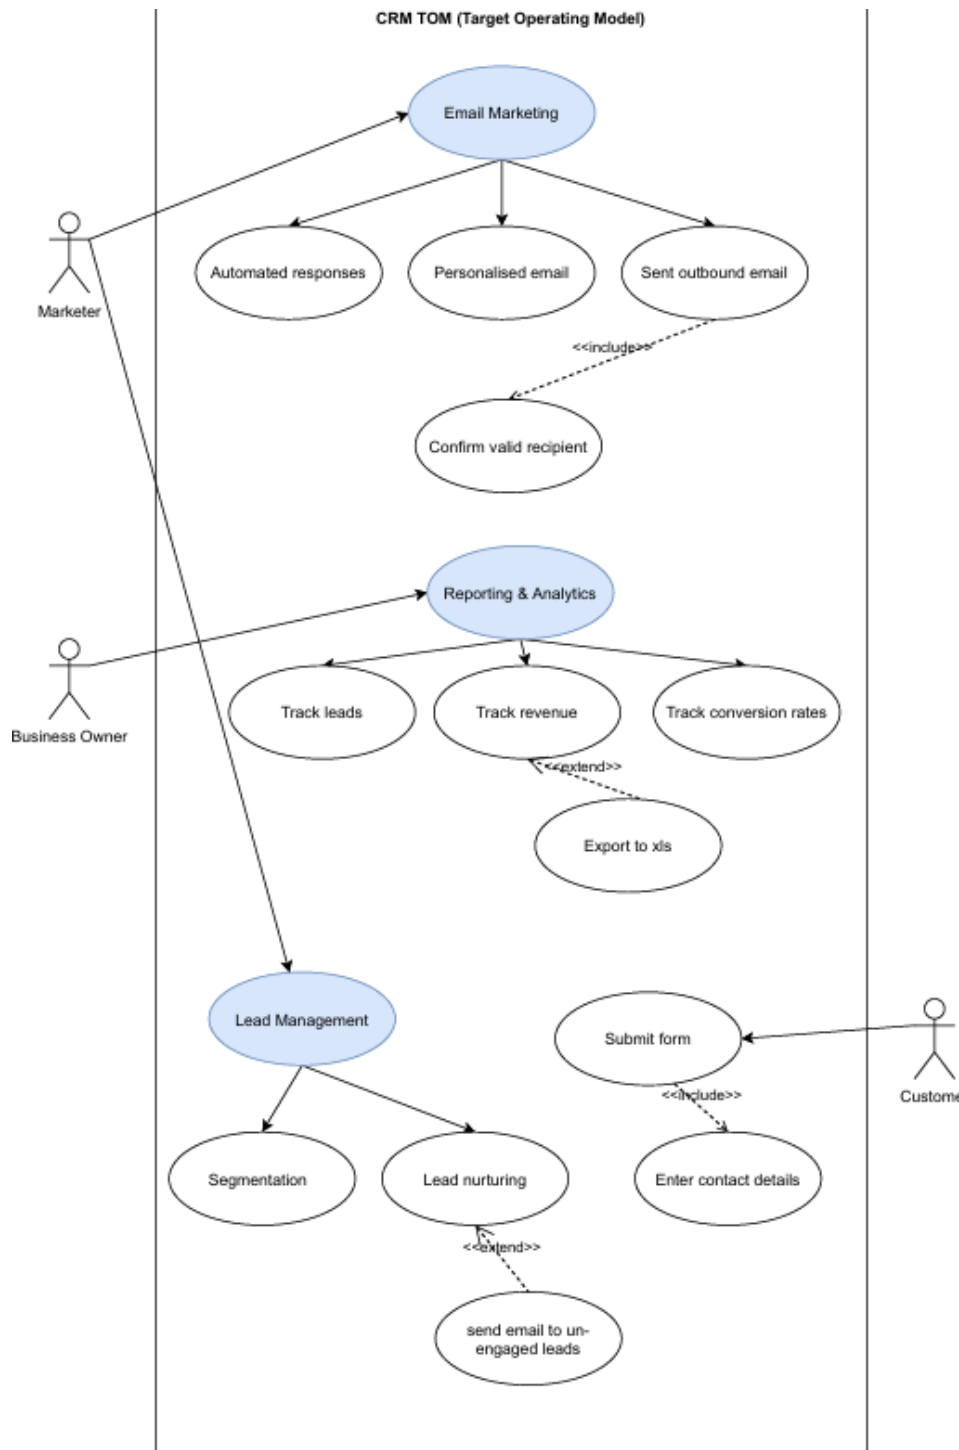 CRM TOM (Target Operating Model)
Email Marketing
Automated responses
Personalised email
Sent outbound email
Marketer
<<include>>
Confirm valid recipient
Reporting & Analytics
Track leads
Track revenue
Track conversion rates
Business Owner
<<extend>>
Export to xls
Lead Management
Submit form
Custome
<<include>>
Segmentation
Lead nurturing
Enter contact details
<<extend>>
send email to un-
engaged leads